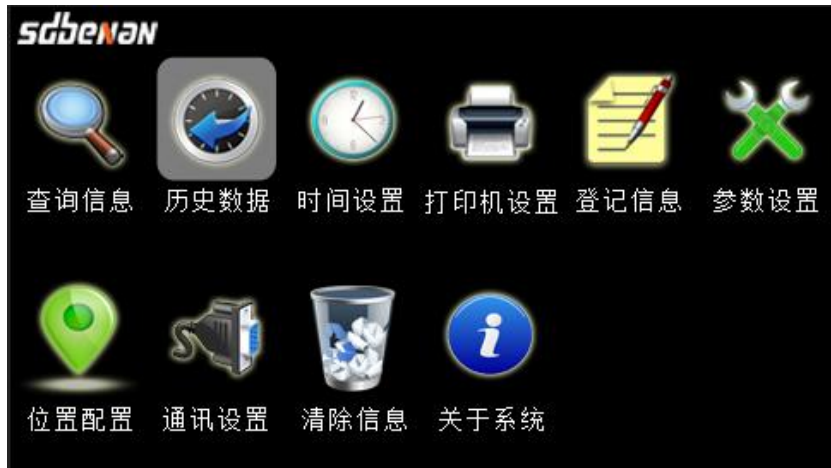 sdbenan
查询信息 历史数据 时间设置 打印机设置 登记信息 参数设置
位置配置 通讯设置 清除信息 关于系统